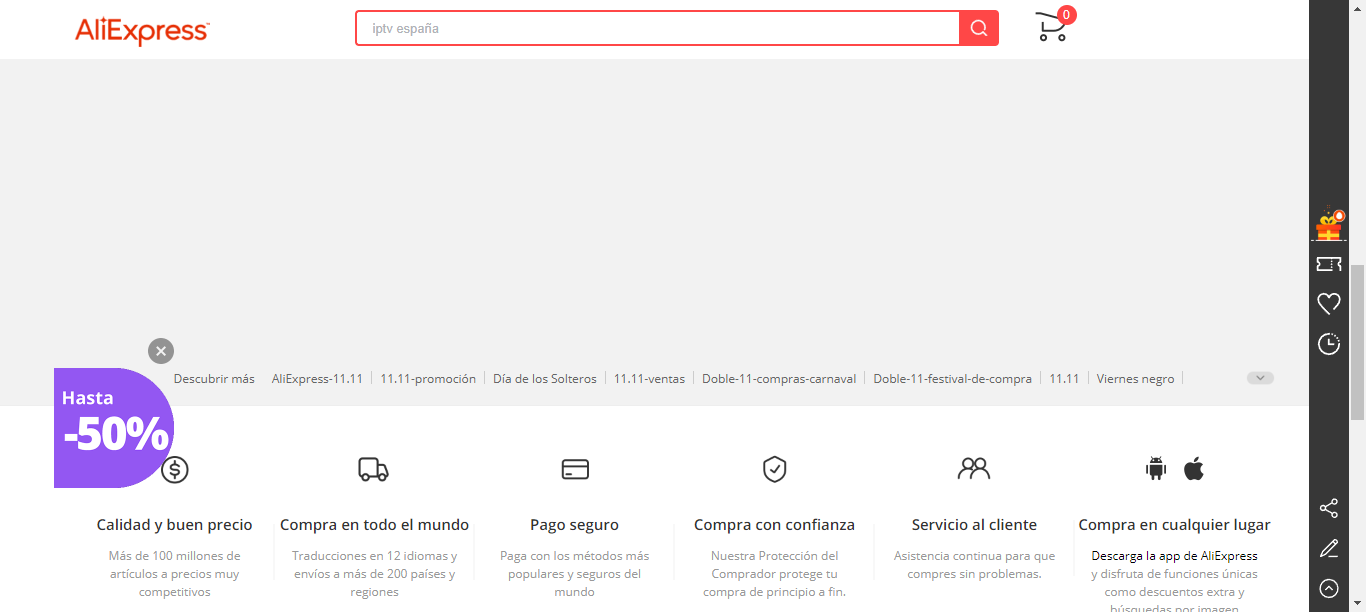 AliExpress
iptv españa
0
Descubrir más AliExpress-11.11 11.11-promoción Día de los Solteros 11.11-ventas Doble-11-compras-carnaval Doble-11-festival-de-compra 11.11 Viernes negro
Hasta
-50%
Calidad y buen precio
Más de 100 millones de
artículos a precios muy
competitivos
Compra en todo el mundo
Traducciones en 12 idiomas y
envíos a más de 200 países y
regiones
Pago seguro
Paga con los métodos más
populares y seguros del
mundo
Compra con confianza
Nuestra Protección del
Comprador protege tu
compra de principio a fin.
Servicio al cliente
Asistencia continua para que
compres sin problemas.
Compra en cualquier lugar
Descarga la app de AliExpress
y disfruta de funciones únicas
como descuentos extra y
búsquedas por imagen